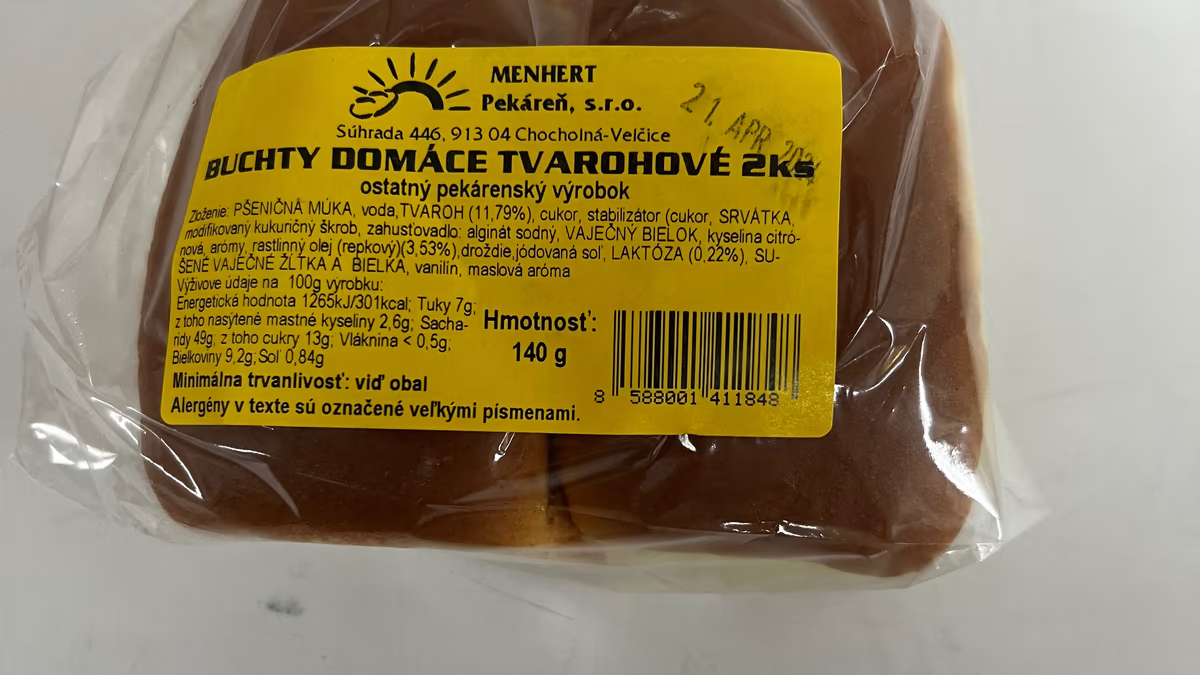 MENHERT
Pekáreň, s.r.o.
21. APR
Súhrada 446, 913 04 Chocholná-Velčice
BUCHTY DOMÁCE TVAROHOVÉ 2ks
ostatný pekárenský výrobok
Zloženie: PŠENIČNÁ MÚKA, voda,TVAROH (11,79%), cukor, stabilizátor (cukor, SRVÁTKA,
modifikovaný kukuričný škrob, zahusťovadlo: alginát sodný, VAJEČNÝ BIELOK, kyselina citró-
nová, arómy, rastlinný olej (repkový)(3,53%),droždie,jódovaná soľ, LAKTÓZA (0,22%), SU-
ŠENÉ VAJEČNÉ ŽĹTKA A BIELKA, vanilín, maslová aróma
Výživove údaje na 100g výrobku:
Energetická hodnota 1265kJ/301kcal; Tuky 7g;
z toho nasýtené mastné kyseliny 2,6g; Sacha-
ridy 49g, z toho cukry 13g; Vláknina < 0,5g;
Bielkoviny 9,2g;Soľ 0,84g
Hmotnosť:
140 g
Minimálna trvanlivosť: viď obal
Alergény v texte sú označené veľkými písmenami.
8 588001 411848